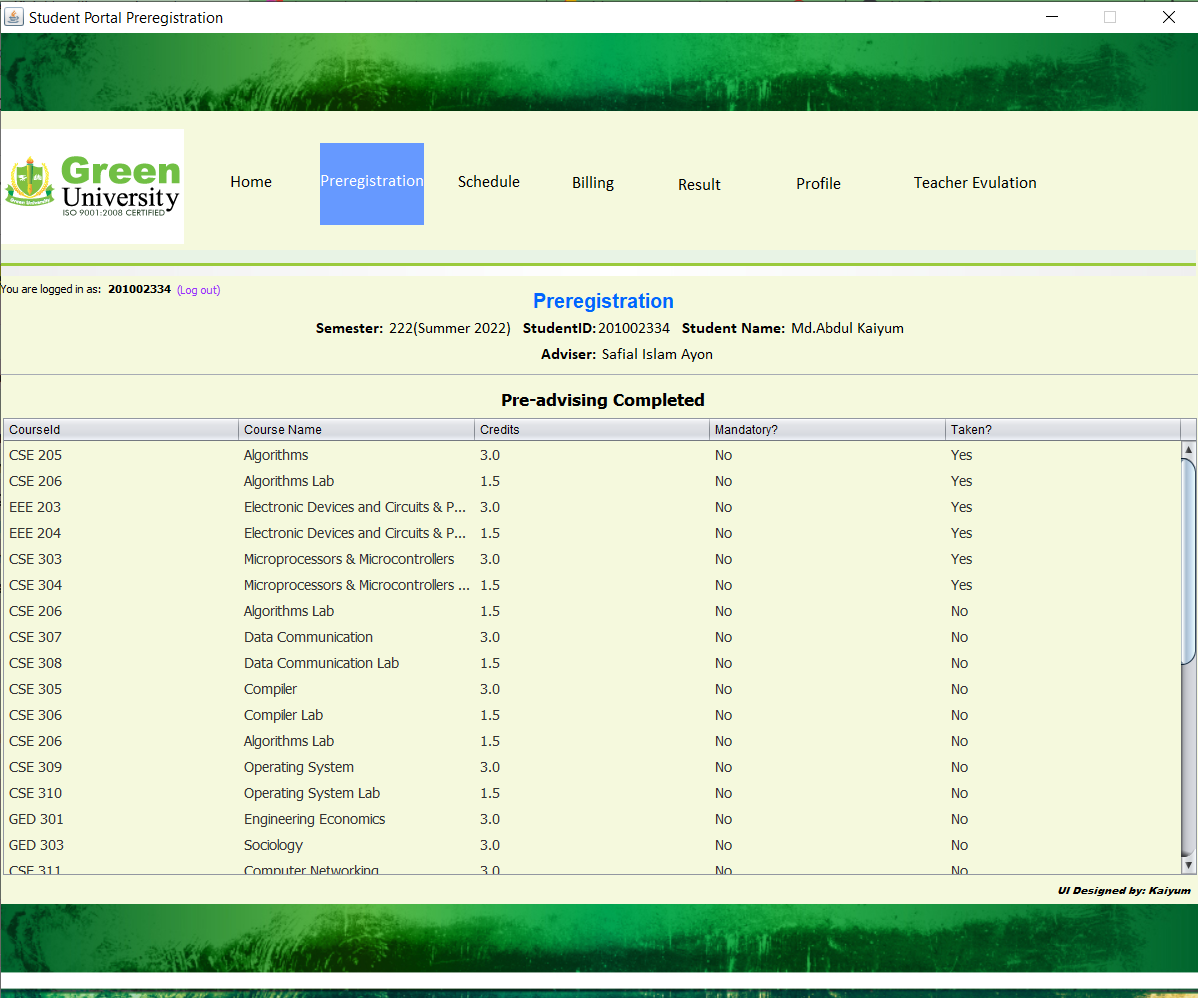 Student Portal Preregistration
Green
University
ISO 9001:2008 CERTIFIED
Green University
Home Preregistration Schedule Billing Result Profile Teacher Evulation
You are logged in as: 201002334 (Log out)
Preregistration
Semester: 222(Summer 2022) StudentID: 201002334 Student Name: Md.Abdul Kaiyum
Adviser: Safial Islam Ayon
Pre-advising Completed
CourseId Course Name Credits Mandatory? Taken?
CSE 205 Algorithms 3.0 No Yes
CSE 206 Algorithms Lab 1.5 No Yes
EEE 203 Electronic Devices and Circuits & P... 3.0 No Yes
EEE 204 Electronic Devices and Circuits & P... 1.5 No Yes
CSE 303 Microprocessors & Microcontrollers 3.0 No Yes
CSE 304 Microprocessors & Microcontrollers ... 1.5 No Yes
CSE 206 Algorithms Lab 1.5 No No
CSE 307 Data Communication 3.0 No No
CSE 308 Data Communication Lab 1.5 No No
CSE 305 Compiler 3.0 No No
CSE 306 Compiler Lab 1.5 No No
CSE 206 Algorithms Lab 1.5 No No
CSE 309 Operating System 3.0 No No
CSE 310 Operating System Lab 1.5 No No
GED 301 Engineering Economics 3.0 No No
GED 303 Sociology 3.0 No No
CSE 311 Computer Networking 3.0 No No
UI Designed by: Kaiyum